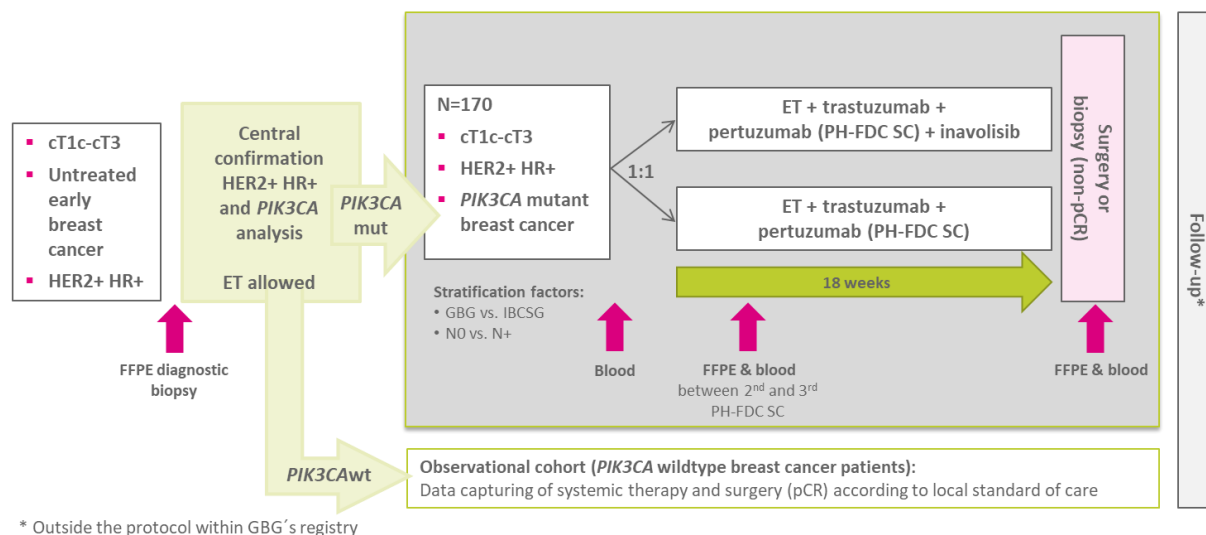 cT1c-cT3
Untreated
early
breast
cancer
HER2+ HR+
FFPE diagnostic
biopsy
Central
confirmation
HER2+ HR+
and PIK3CA
analysis
ET allowed
PIK3CA
mut
PIK3CAwt
N=170
cT1c-cT3
HER2+ HR+
PIK3CA mutant
breast cancer
Stratification factors:
• GBG vs. IBCSG
• N0 vs. N+
1:1
ET + trastuzumab +
pertuzumab (PH-FDC SC) + inavolisib
ET + trastuzumab +
pertuzumab (PH-FDC SC)
18 weeks
Blood
FFPE & blood
between 2nd and 3rd
PH-FDC SC
Surgery or
biopsy (non-pCR)
FFPE & blood
Observational cohort (PIK3CA wildtype breast cancer patients):
Data capturing of systemic therapy and surgery (pCR) according to local standard of care
Follow-up*
* Outside the protocol within GBG´s registry